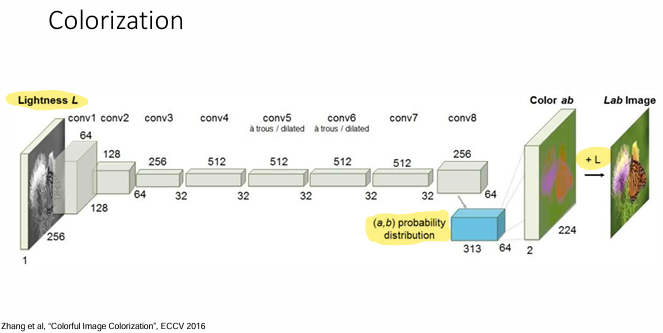 Colorization
Lightness L
conv1
conv2
conv3
conv4
conv5
à trous / dilated
conv6
à trous / dilated
conv7
conv8
Color ab
Lab Image
64
128
256
512
512
512
512
256
+ L
64
32
32
32
32
32
64
128
256
(a,b) probability
distribution
224
313
64
2
1
Zhang et al, “Colorful Image Colorization”, ECCV 2016